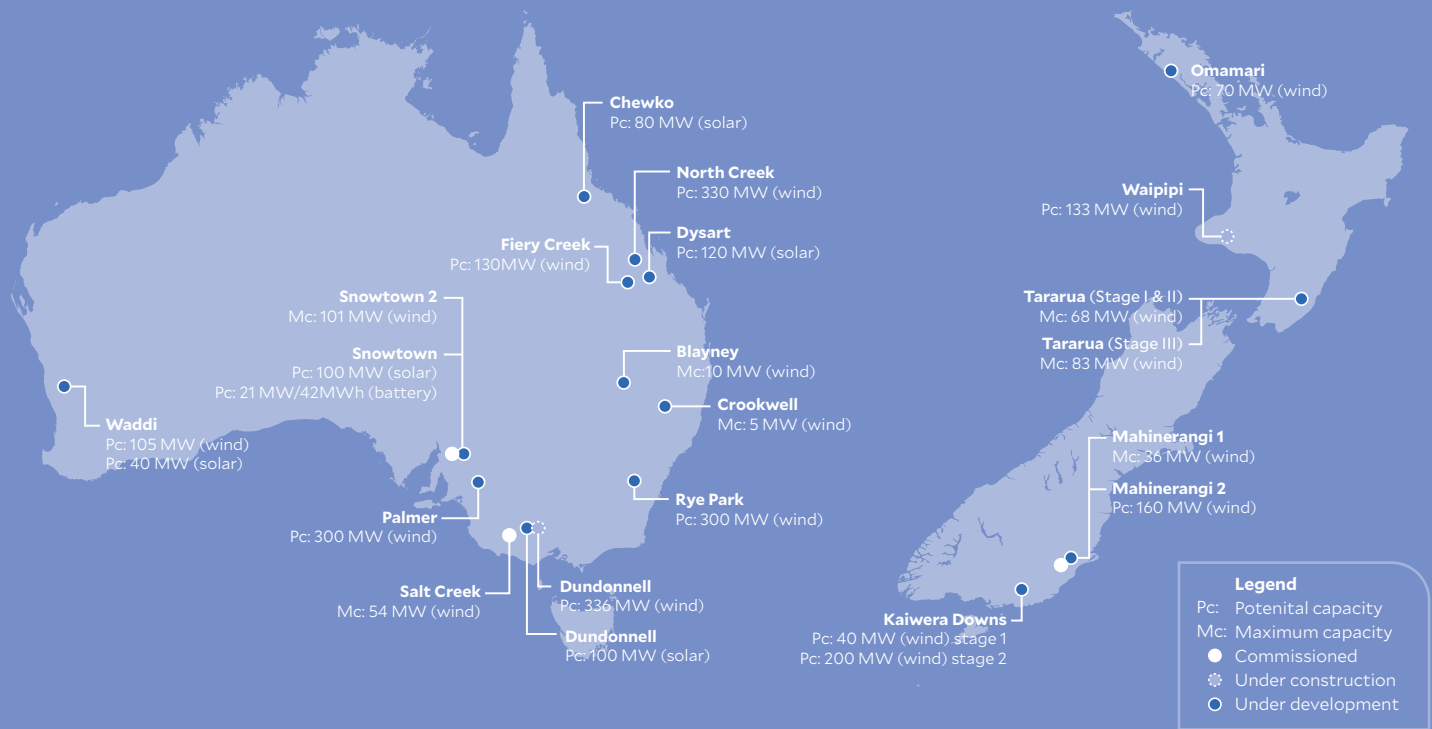 Chewko
Pc: 80 MW (solar)
North Creek
Pc: 330 MW (wind)
Dysart
Pc: 120 MW (solar)
Fiery Creek
Pc: 130MW (wind)
Snowtown 2
Mc: 101 MW (wind)
Snowtown
Pc: 100 MW (solar)
Pc: 21 MW/42MWh (battery)
Waddi
Pc: 105 MW (wind)
Pc: 40 MW (solar)
Blayney
Mc:10 MW (wind)
Crookwell
Mc: 5 MW (wind)
Rye Park
Pc: 300 MW (wind)
Palmer
Pc: 300 MW (wind)
Salt Creek
Mc: 54 MW (wind)
Dundonnell
Pc: 336 MW (wind)
Dundonnell
Pc: 100 MW (solar)
Omamari
Pc: 70 MW (wind)
Waipipi
Pc: 133 MW (wind)
Tararua (Stage I & II)
Mc: 68 MW (wind)
Tararua (Stage III)
Mc: 83 MW (wind)
Mahinerangi 1
Mc: 36 MW (wind)
Mahinerangi 2
Pc: 160 MW (wind)
Kaiwera Downs
Pc: 40 MW (wind) stage 1
Pc: 200 MW (wind) stage 2
Legend
Pc: Potenital capacity
Mc: Maximum capacity
Commissioned
Under construction
Under development